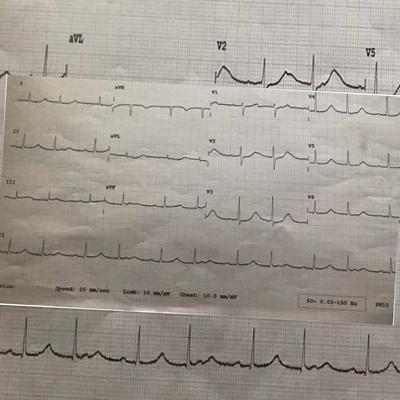 aVL V2 V5
I aVR V1 V4
II aVL V2 V5
III aVF V3 V6
Speed: 25 mm/sec Limb: 10 mm/mV Chest: 10.0 mm/mV 50~ 0.05-150 Hz